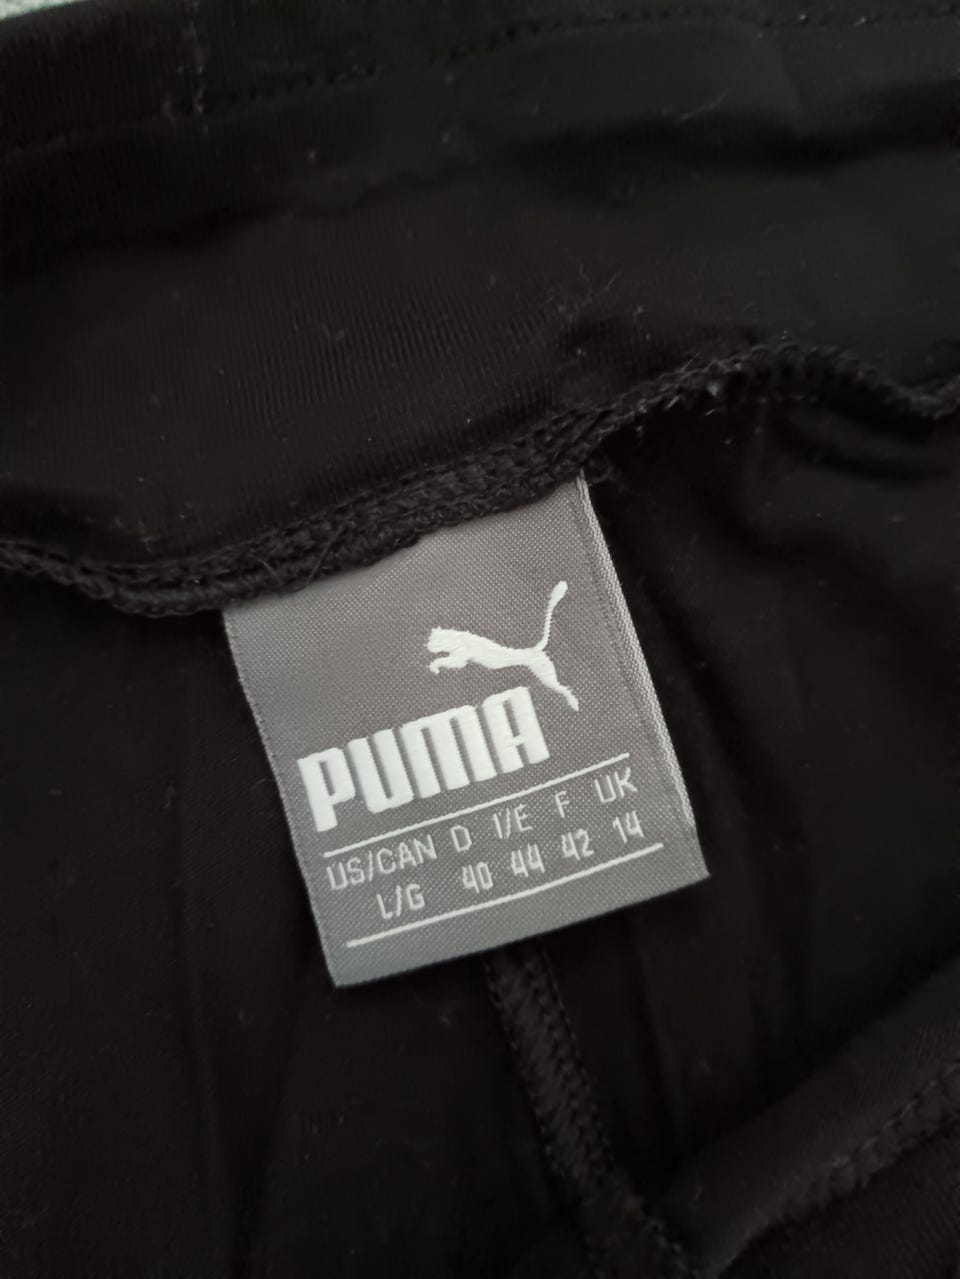 PUMA
US/CAN D I/E F UK
L/G 40 44 42 14